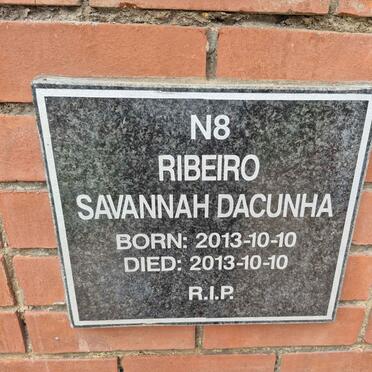 N8
RIBEIRO
SAVANNAH DACUNHA
BORN: 2013-10-10
DIED: 2013-10-10
R.I.P.